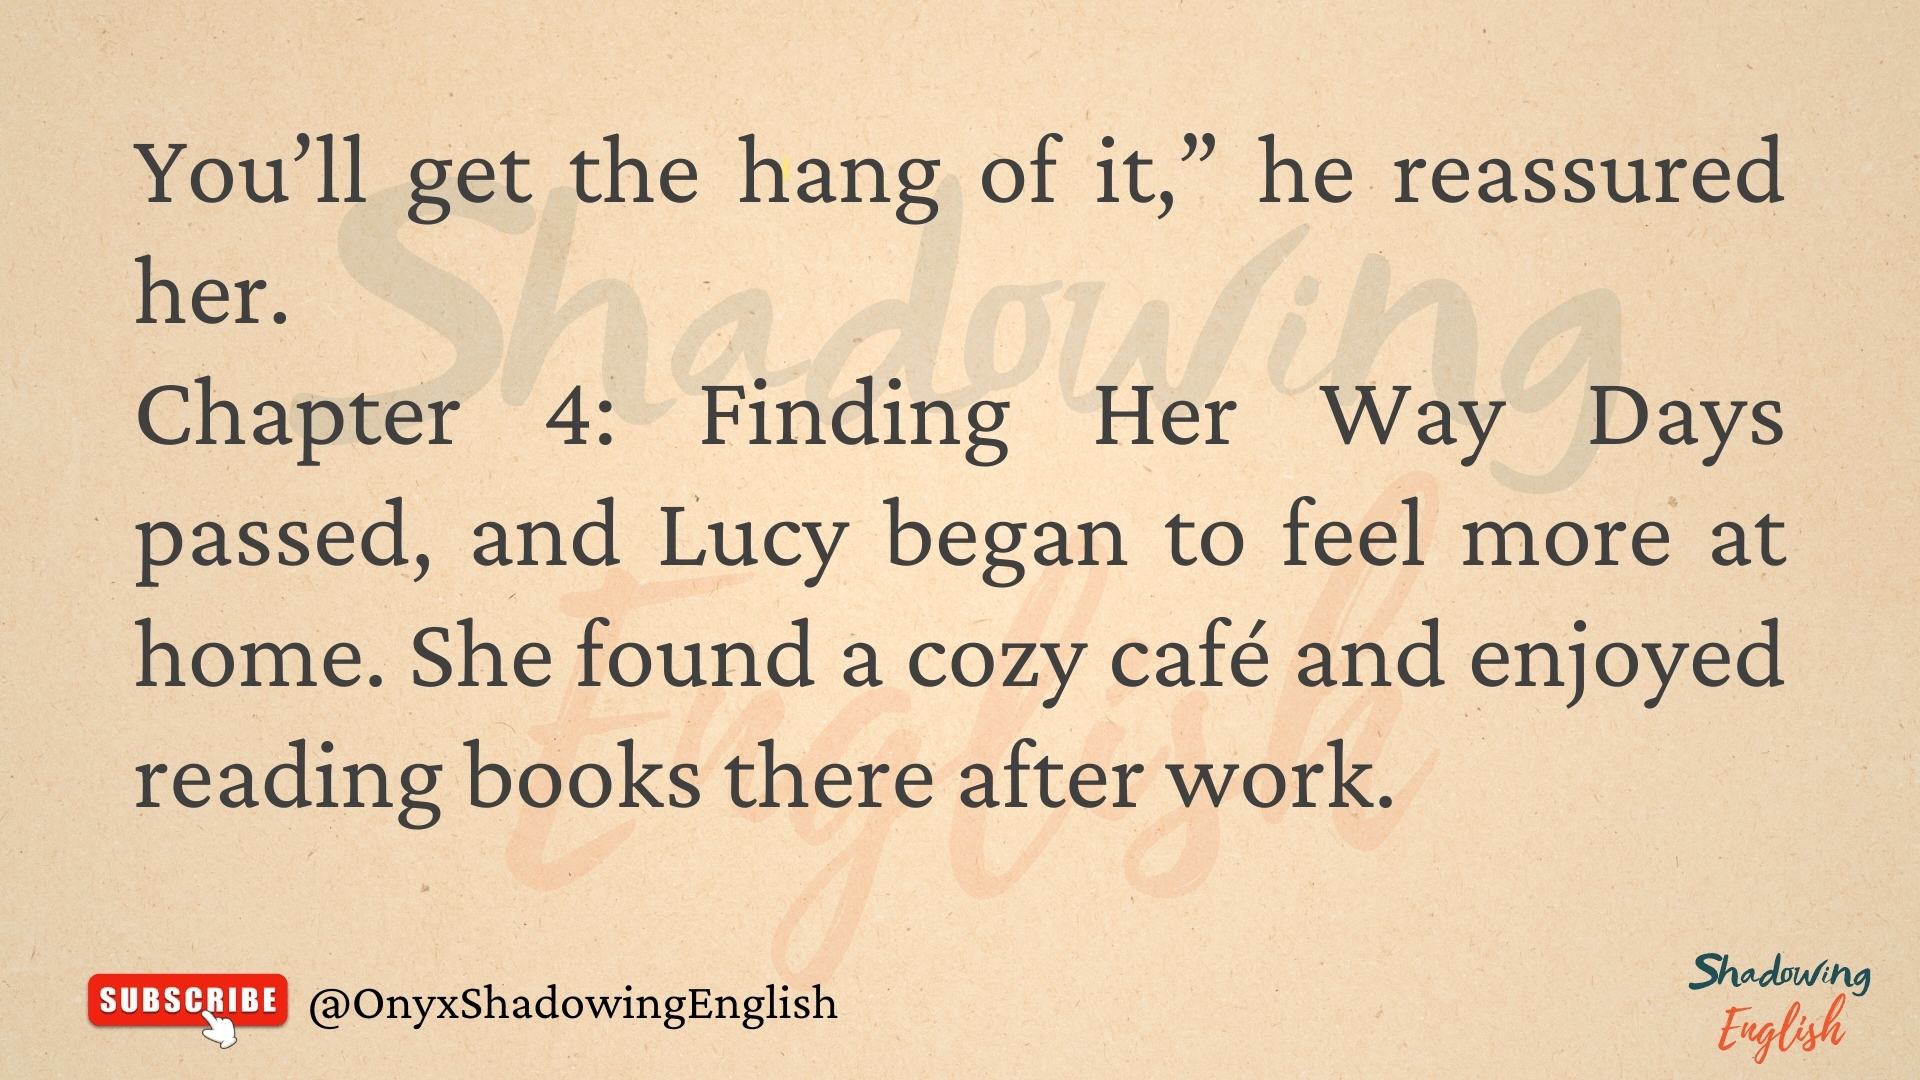 You’ll get the hang of it,” he reassured
her.
Chapter 4: Finding Her Way Days
passed, and Lucy began to feel more at
home. She found a cozy café and enjoyed
reading books there after work.
Shadowing
English
SUBSCRIBE
@OnyxShadowingEnglish
Shadowing
English